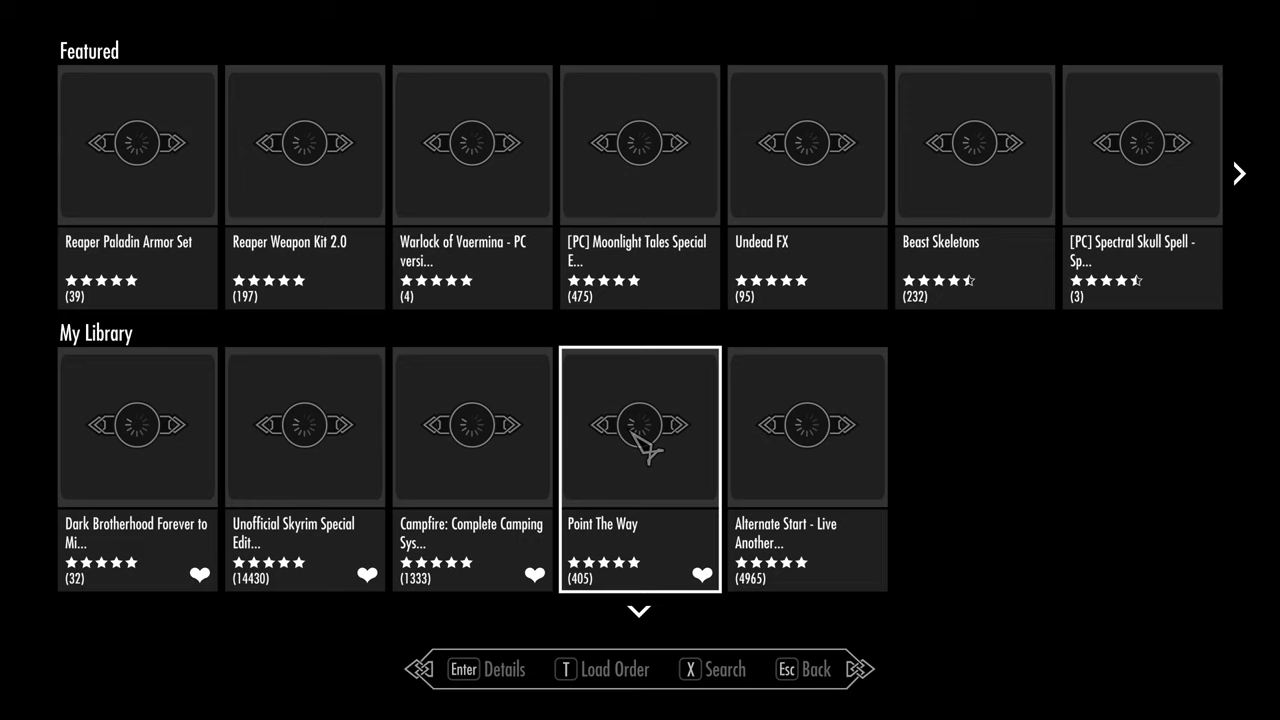 Featured
Reaper Paladin Armor Set
(39)
Reaper Weapon Kit 2.0
(197)
Warlock of Vaermina - PC
versi...
(4)
[PC] Moonlight Tales Special
E...
(475)
Undead FX
(95)
Beast Skeletons
(232)
[PC] Spectral Skull Spell -
Sp...
(3)
My Library
Dark Brotherhood Forever to
Mi...
(32)
Unofficial Skyrim Special
Edit...
(14430)
Campfire: Complete Camping
Sys...
(1333)
Point The Way
(405)
Alternate Start - Live
Another...
(4965)
Enter Details T Load Order X Search Esc Back